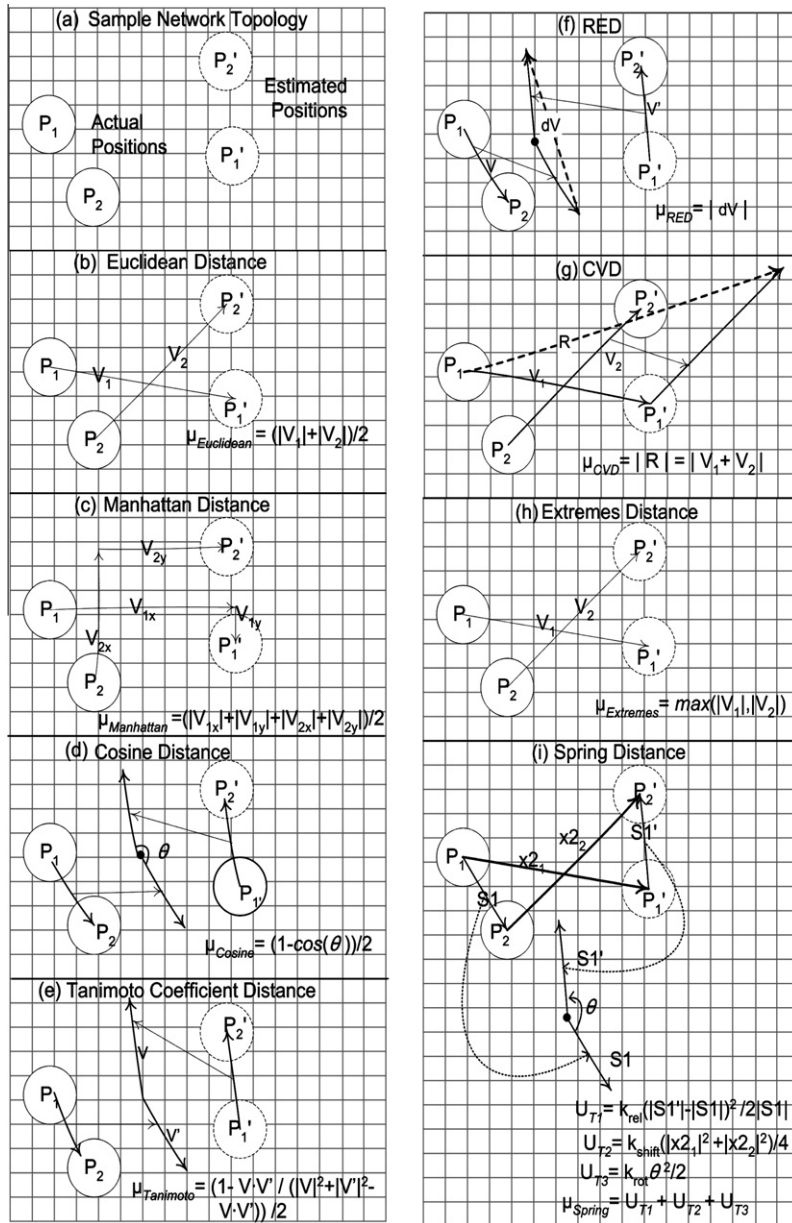 (a) Sample Network Topology
P2'
Estimated
Positions
P1
Actual
Positions
P1'
P2
(b) Euclidean Distance
P2'
P1
V1
V2
P1'
P2
μEuclidean = (|V1|+|V2|)/2
(c) Manhattan Distance
V2y
P2'
P1
V1x
V1y
V2x
P1'
P2
μManhattan =(|V1x|+|V1y|+|V2x|+|V2y|)/2
(d) Cosine Distance
P2'
P1
θ
P1'
P2
μCosine = (1-cos(θ))/2
(e) Tanimoto Coefficient Distance
P2'
V
P1
V'
P1'
P2
μTanimoto = (1- V·V' / (|V|²+|V'|²-
V·V')) /2
(f) RED
P2'
V'
P1
dV
V
P1'
P2
μRED = | dV |
(g) CVD
P2'
R
P1
V1
V2
P1'
P2
μCVD= | R | = | V1+ V2 |
(h) Extremes Distance
P2'
P1
V1
V2
P1'
P2
μExtremes= max(|V1|,|V2|)
(i) Spring Distance
P2'
S1'
x22
P1
x21
S1
P1'
P2
S1'
θ
S1
UT1= krel(|S1'|-|S1|)²/2|S1|
UT2= kshift(|x21|²+|x22|²)/4
UT3= krotθ²/2
μSpring= UT1 + UT2 + UT3